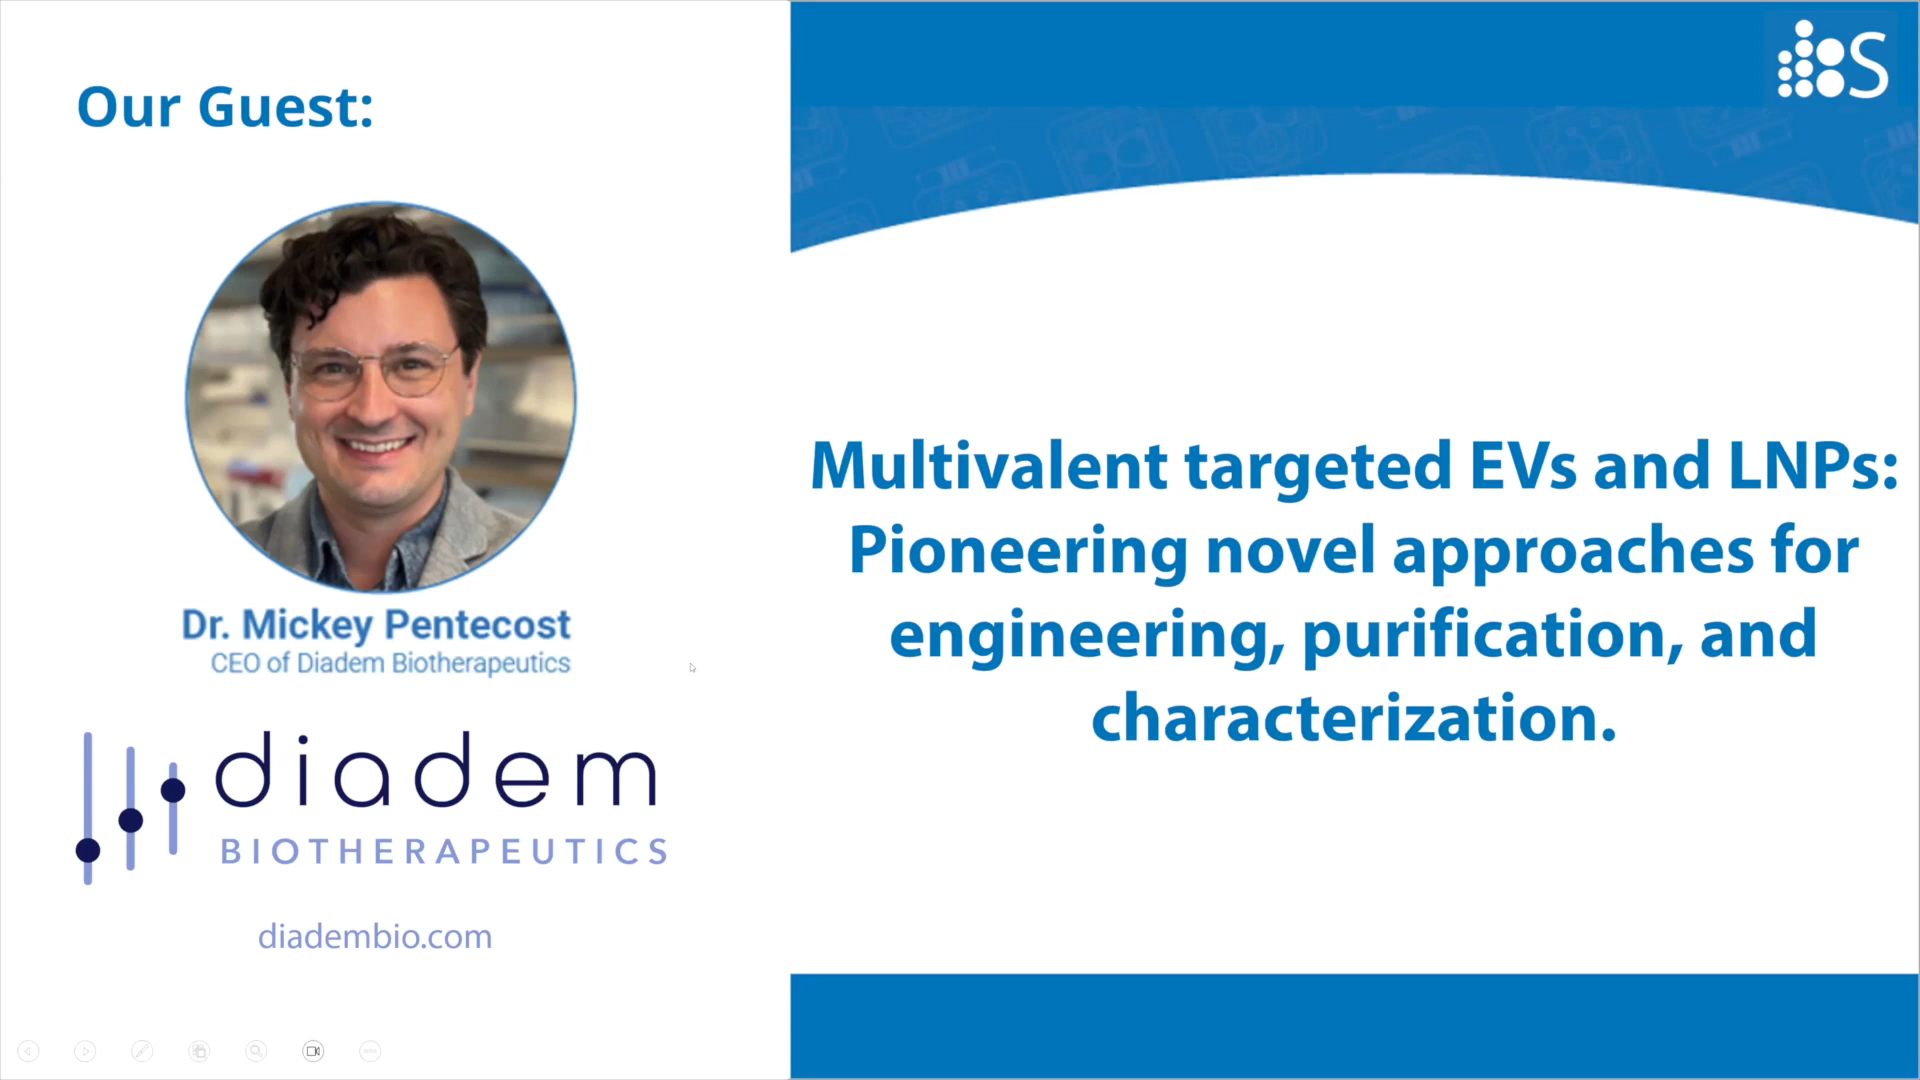 Our Guest:
Dr. Mickey Pentecost
CEO of Diadem Biotherapeutics
diadem
BIOTHERAPEUTICS
diadembio.com
S
Multivalent targeted EVs and LNPs:
Pioneering novel approaches for
engineering, purification, and
characterization.